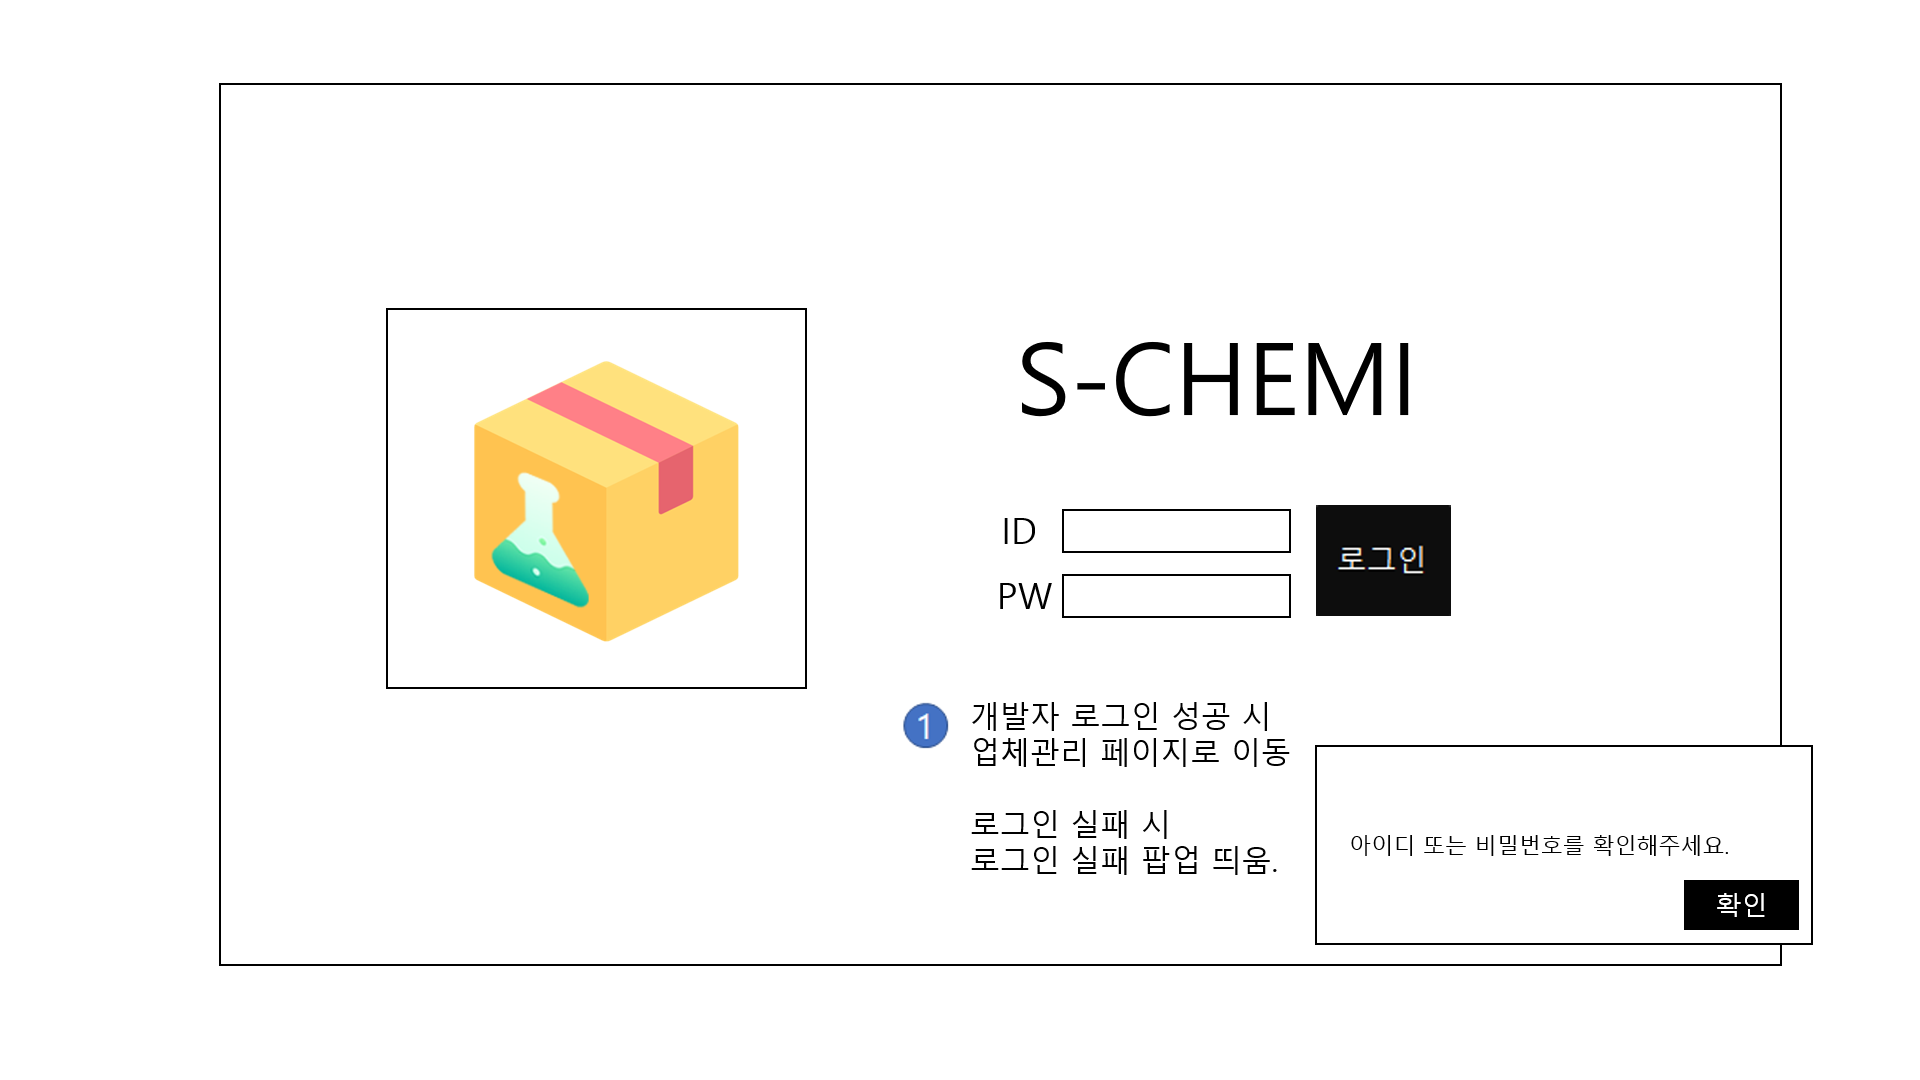 S-CHEMI
ID
로그인
PW
1
개발자 로그인 성공 시
업체관리 페이지로 이동
로그인 실패 시
로그인 실패 팝업 띄움.
아이디 또는 비밀번호를 확인해주세요.
확인